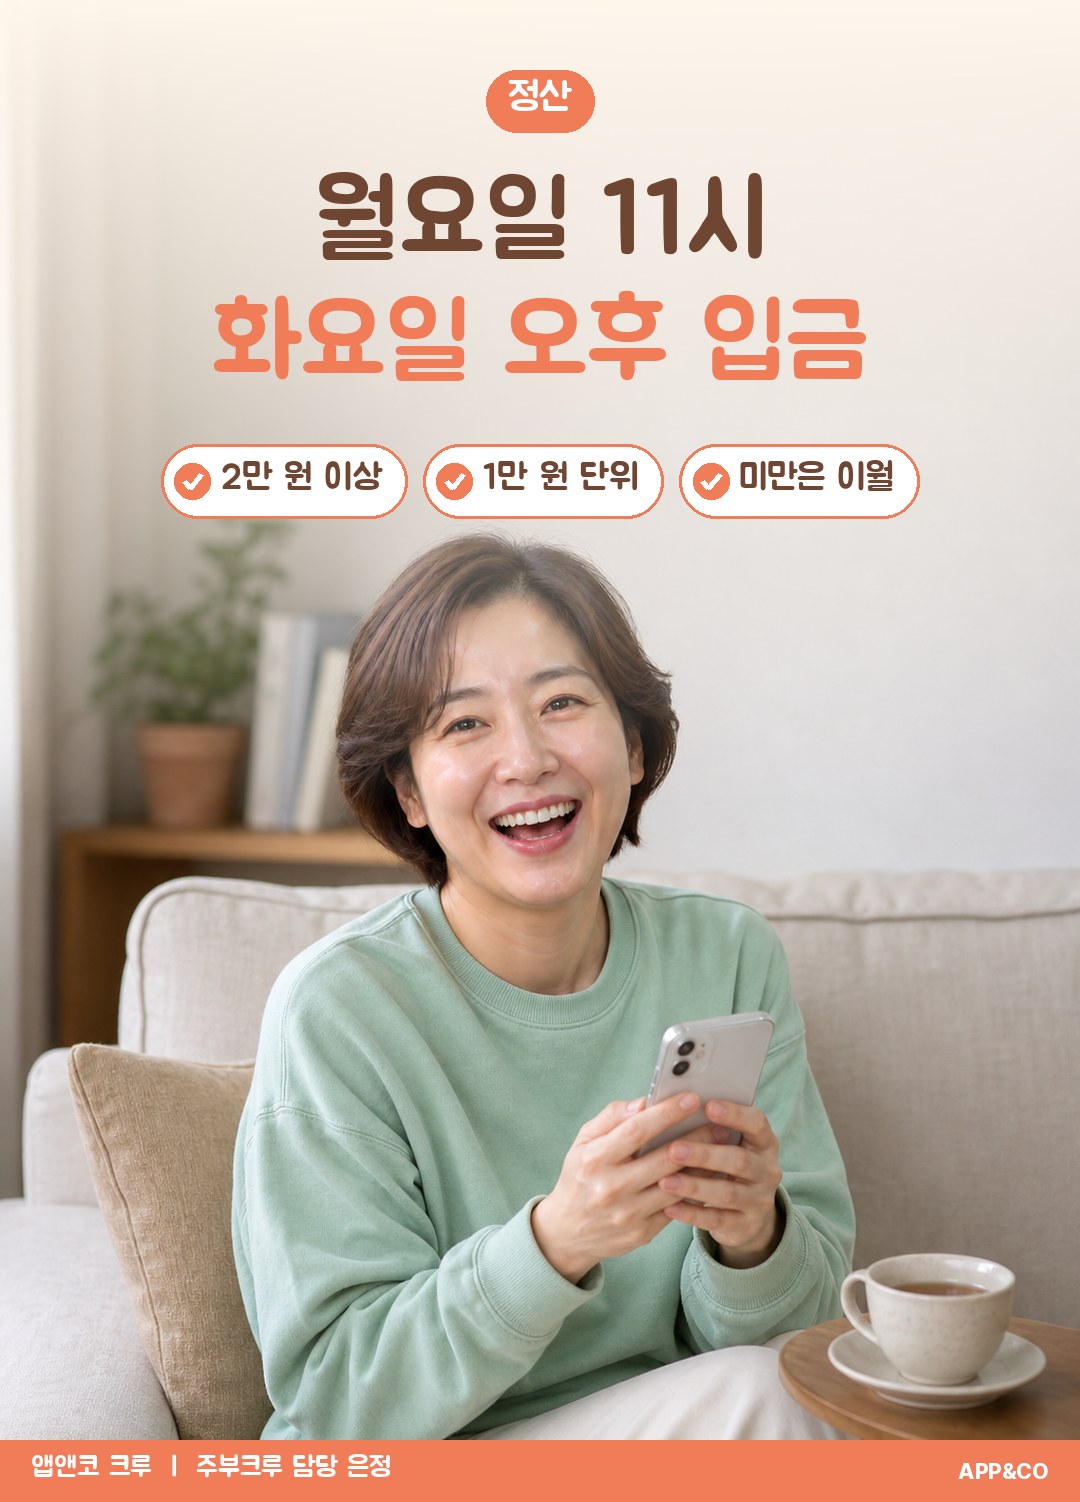 정산
월요일 11시
화요일 오후 입금
2만 원 이상
1만 원 단위
미만은 이월
앱앤코 크루 | 주부크루 담당 은정
APP&CO